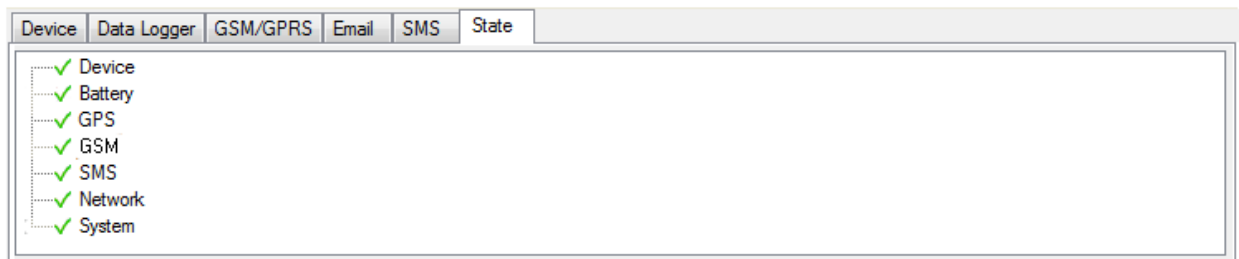 Device Data Logger GSM/GPRS Email SMS State
Device
Battery
GPS
GSM
SMS
Network
System